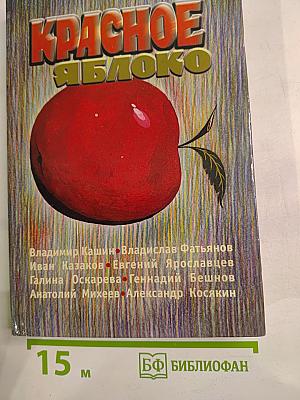 КРАСНОЕ
ЯБЛОКО
Владимир Кашин • Владислав Фатьянов
Иван Казаков • Евгений Ярославцев
Галина Оскарева • Геннадий Бешнов
Анатолий Михеев • Александр Косякин
15 м
БФ БИБЛИОФАН